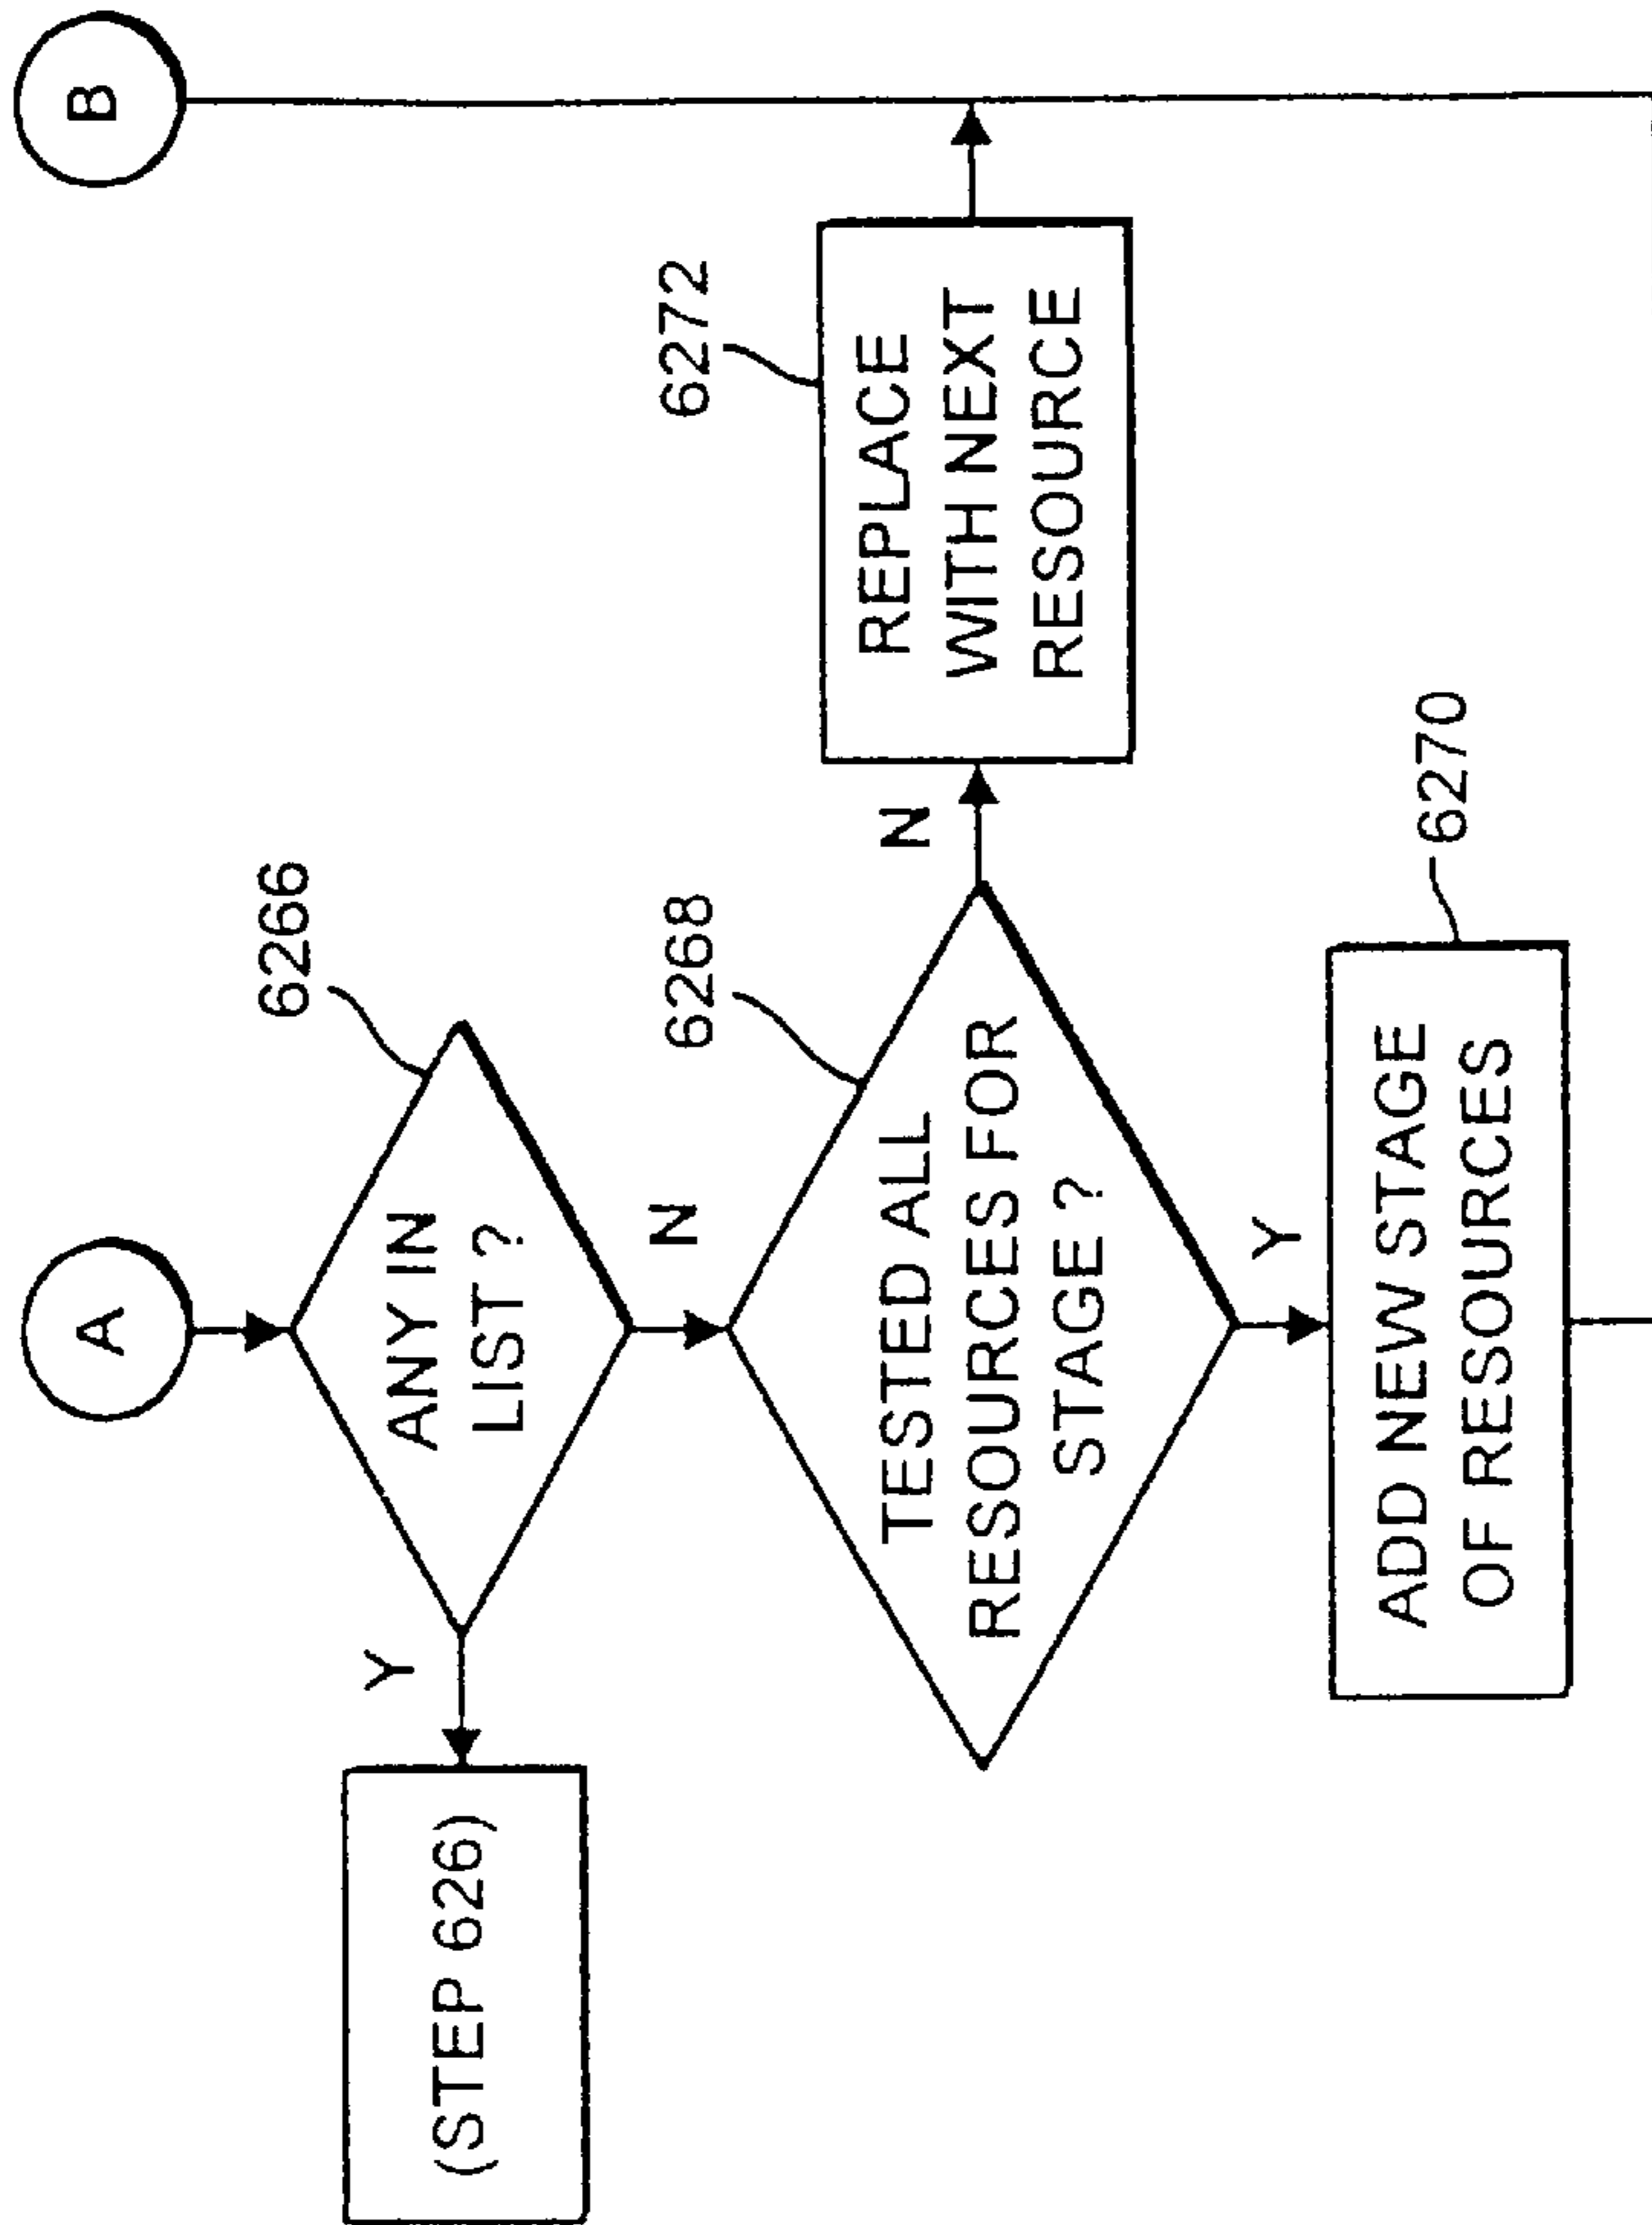 A
6266
ANY IN
LIST ?
Y
(STEP 626)
N
6268
TESTED ALL
RESOURCES FOR
STAGE ?
N
6272
REPLACE
WITH NEXT
RESOURCE
Y
6270
ADD NEW STAGE
OF RESOURCES
B